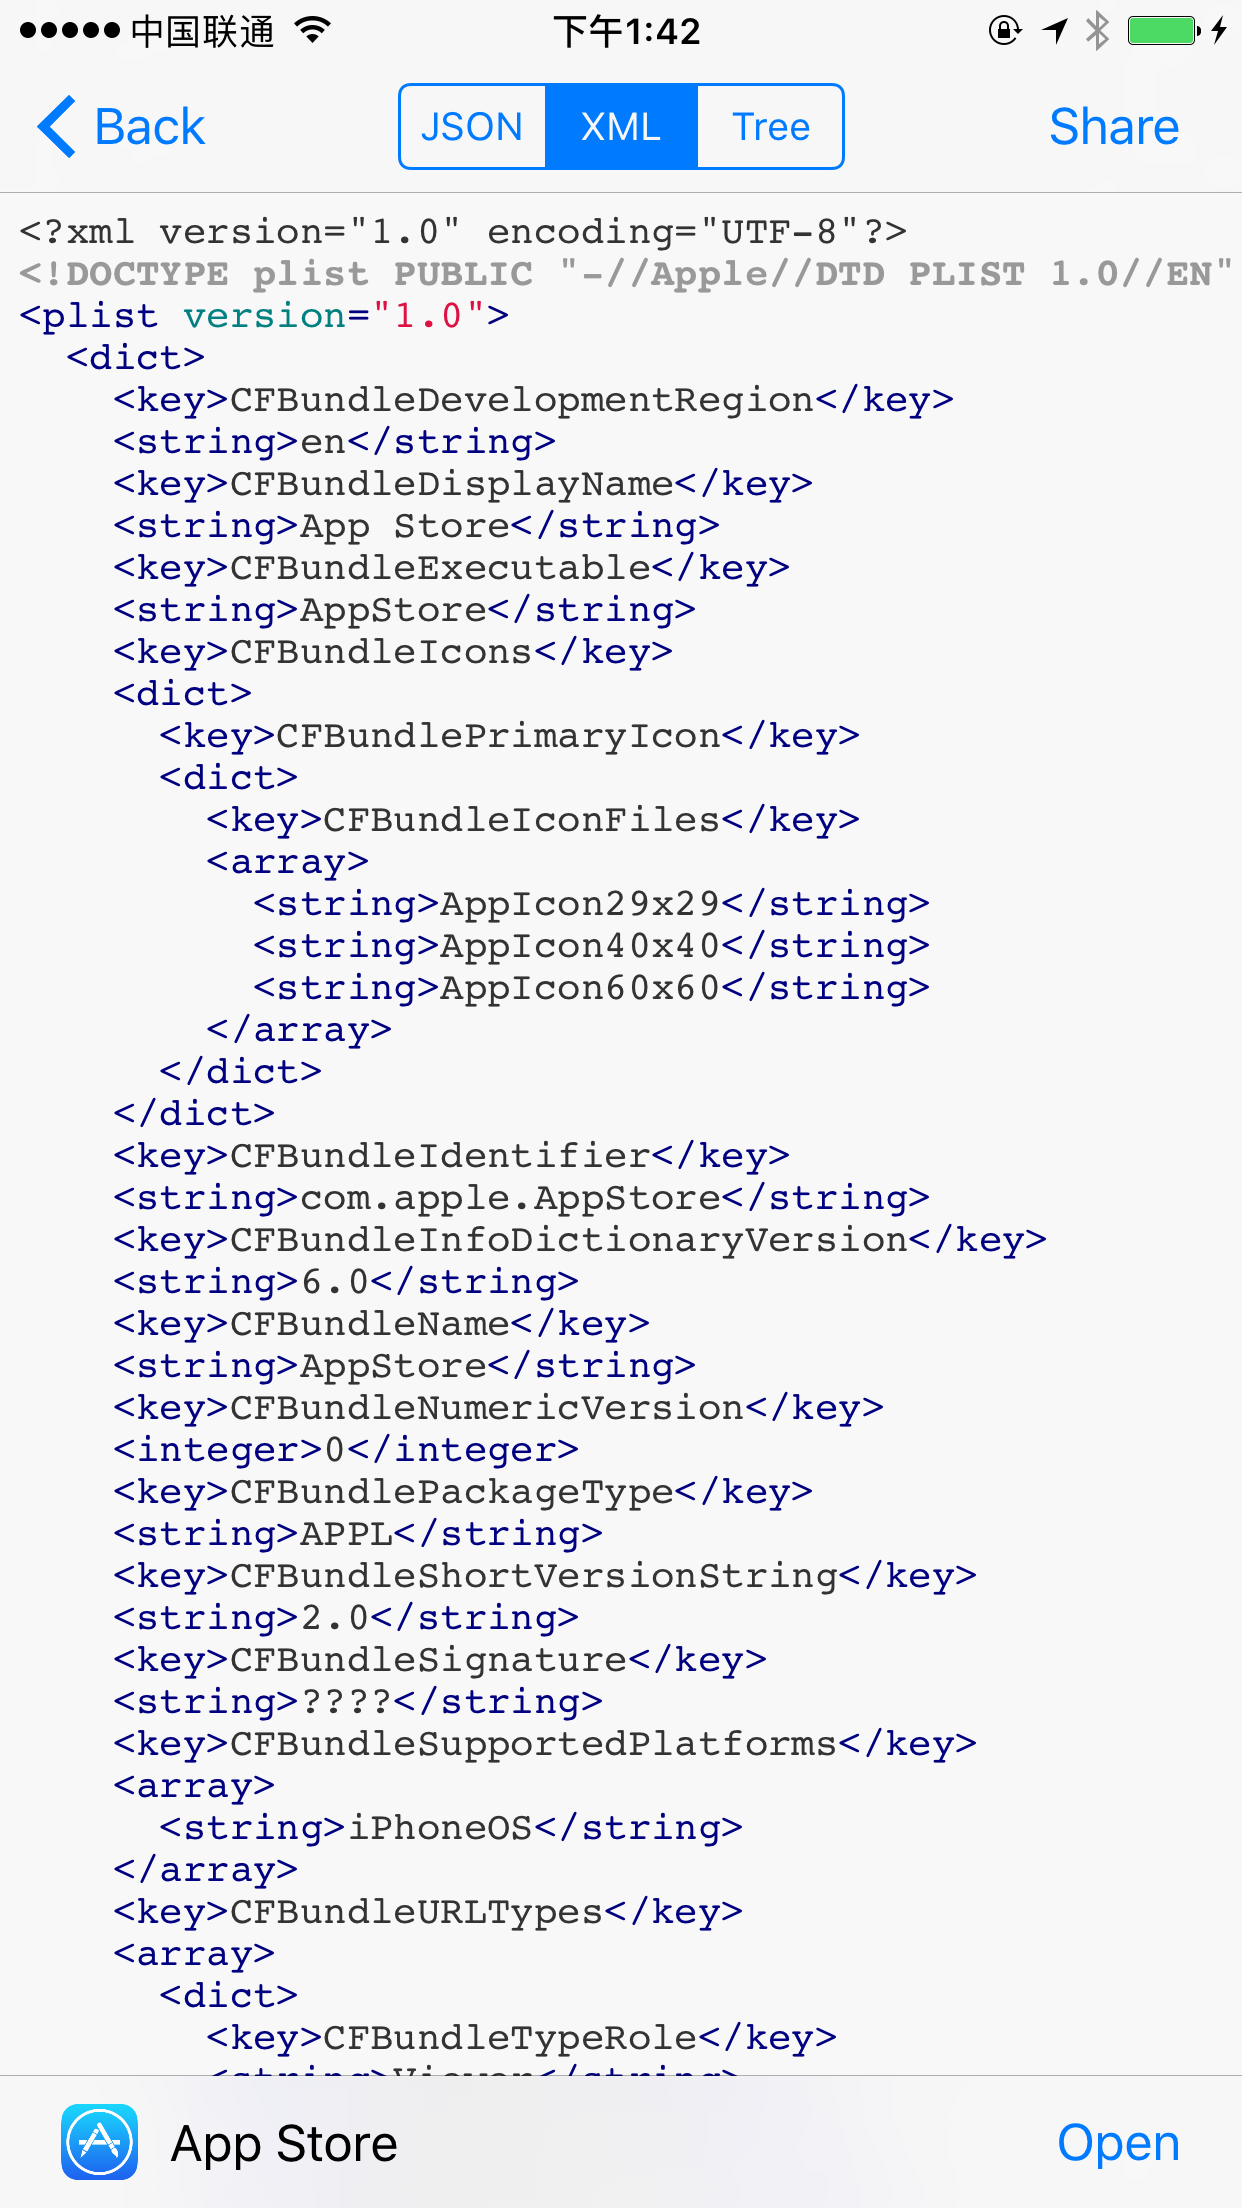 中国联通 下午1:42
Back JSON XML Tree Share
<?xml version="1.0" encoding="UTF-8"?>
<!DOCTYPE plist PUBLIC "-//Apple//DTD PLIST 1.0//EN"
<plist version="1.0">
<dict>
<key>CFBundleDevelopmentRegion</key>
<string>en</string>
<key>CFBundleDisplayName</key>
<string>App Store</string>
<key>CFBundleExecutable</key>
<string>AppStore</string>
<key>CFBundleIcons</key>
<dict>
<key>CFBundlePrimaryIcon</key>
<dict>
<key>CFBundleIconFiles</key>
<array>
<string>AppIcon29x29</string>
<string>AppIcon40x40</string>
<string>AppIcon60x60</string>
</array>
</dict>
</dict>
<key>CFBundleIdentifier</key>
<string>com.apple.AppStore</string>
<key>CFBundleInfoDictionaryVersion</key>
<string>6.0</string>
<key>CFBundleName</key>
<string>AppStore</string>
<key>CFBundleNumericVersion</key>
<integer>0</integer>
<key>CFBundlePackageType</key>
<string>APPL</string>
<key>CFBundleShortVersionString</key>
<string>2.0</string>
<key>CFBundleSignature</key>
<string>????</string>
<key>CFBundleSupportedPlatforms</key>
<array>
<string>iPhoneOS</string>
</array>
<key>CFBundleURLTypes</key>
<array>
<dict>
<key>CFBundleTypeRole</key>
<string>Viewer</string>
App Store Open